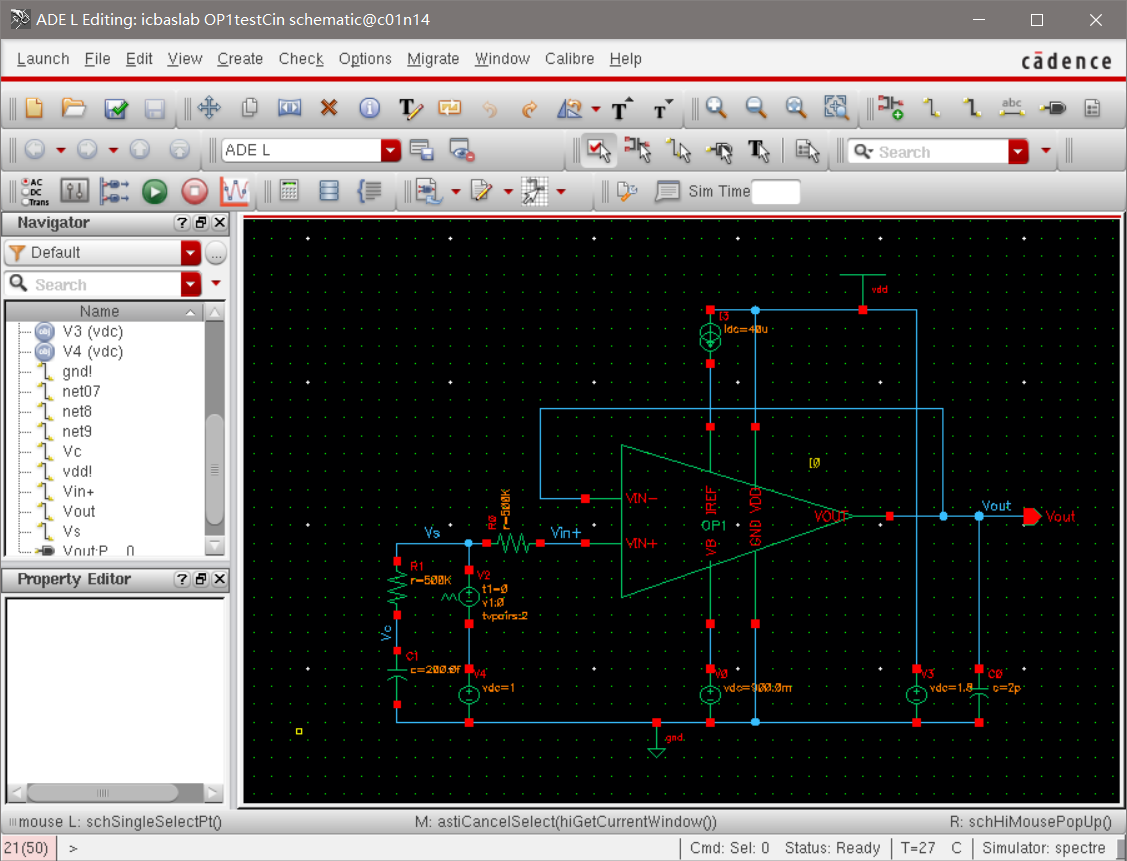 ADE L Editing: icbaslab OP1testCin schematic@c01n14
Launch File Edit View Create Check Options Migrate Window Calibre Help
cādence
abc
ADE L
Search
AC
DC
Trans
Sim Time
Navigator
Default
Search
Name
V3 (vdc)
V4 (vdc)
gnd!
net07
net8
net9
Vc
vdd!
Vin+
Vout
Vs
Vout:P_0
Property Editor
vdd
I3
Idc=40u
I0
VIN-
IREF
VDD
VOUT
OP1
VB
GND
VIN+
Vout
Vout
R0
r=500K
Vs
Vin+
R1
r=500K
V2
t1=0
v1:0
tvpairs:2
Vc
C1
c=200.0f
V4
vdc=1
V0
vdc=900.0m
V3
vdc=1.8
C0
c=2p
gnd
mouse L: schSingleSelectPt()
M: astiCancelSelect(hiGetCurrentWindow())
R: schHiMousePopUp()
21(50)
>
Cmd: Sel: 0
Status: Ready
T=27 C
Simulator: spectre